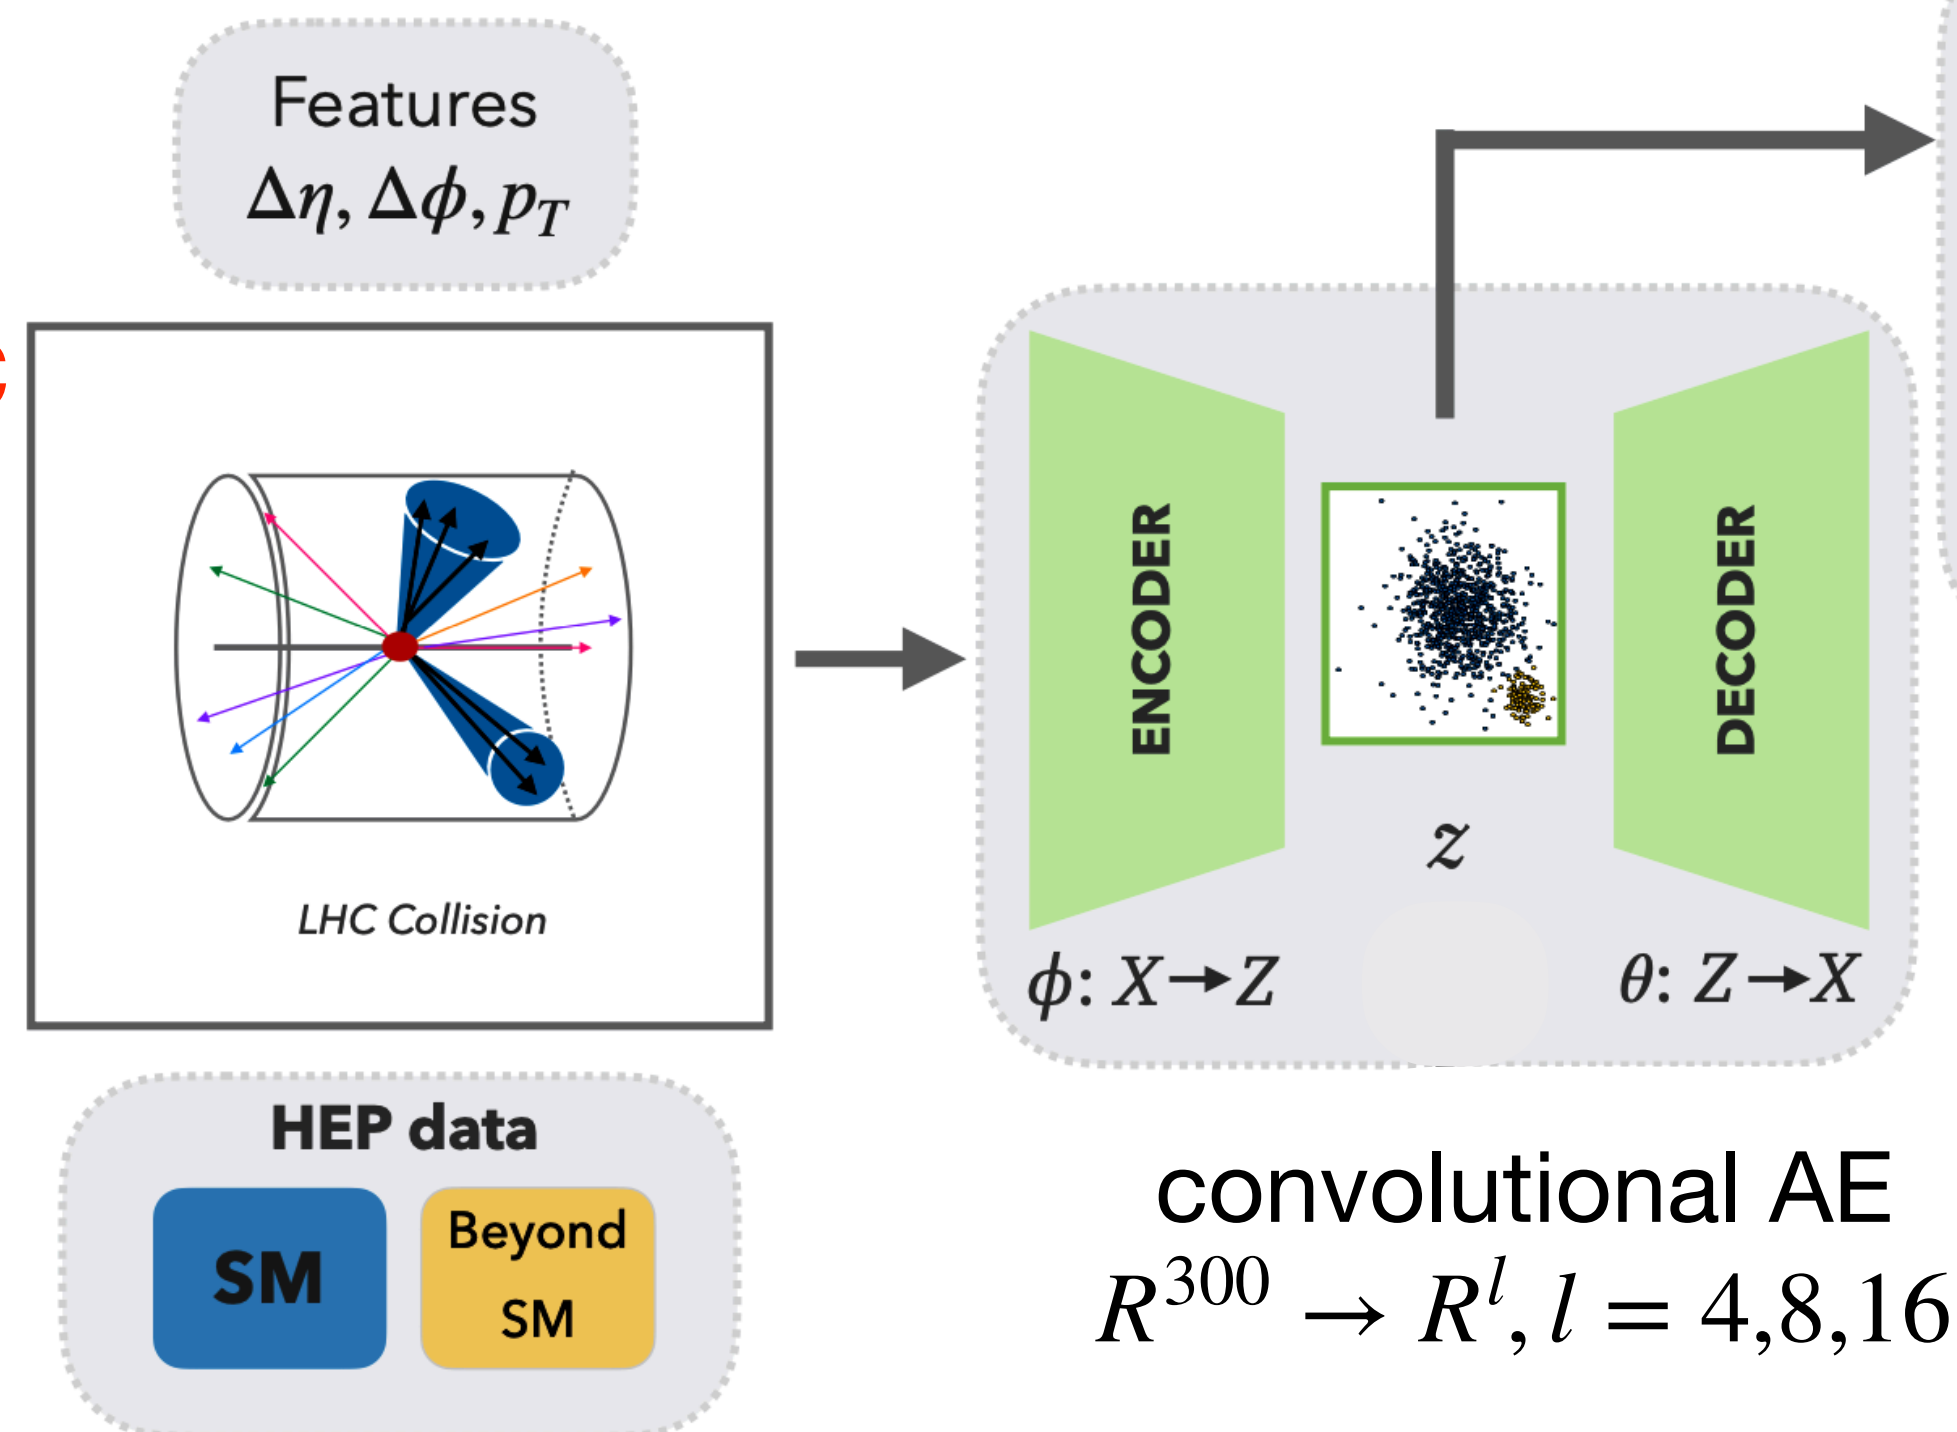 Features
Δη, Δϕ, p_T
C
LHC Collision
HEP data
SM
Beyond
SM
ENCODER
DECODER
z
ϕ: X→Z
θ: Z→X
convolutional AE
R^300 → R^l, l = 4,8,16